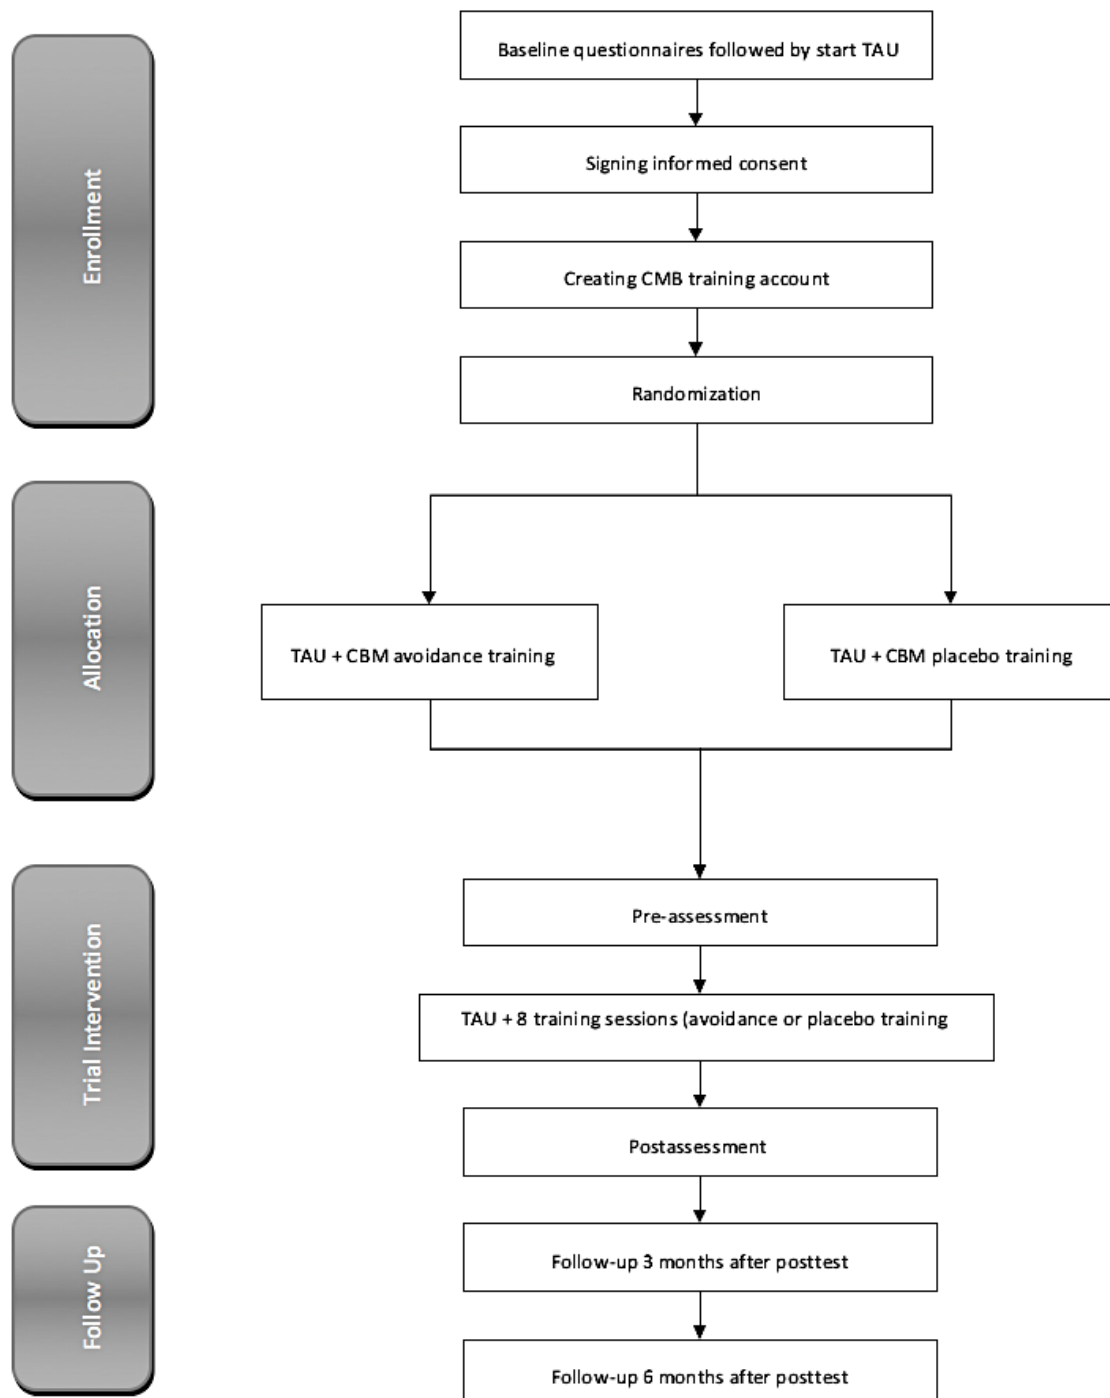 Enrollment
Baseline questionnaires followed by start TAU
Signing informed consent
Creating CMB training account
Randomization
Allocation
TAU + CBM avoidance training
TAU + CBM placebo training
Trial Intervention
Pre-assessment
TAU + 8 training sessions (avoidance or placebo training
Postassessment
Follow Up
Follow-up 3 months after posttest
Follow-up 6 months after posttest